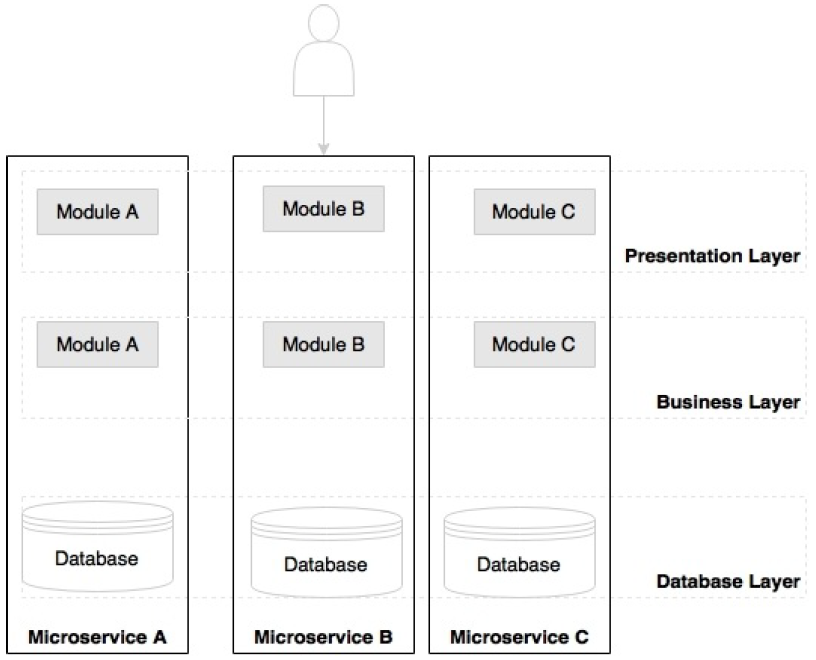 Module A
Module B
Module C
Presentation Layer
Module A
Module B
Module C
Business Layer
Database
Database
Database
Database Layer
Microservice A
Microservice B
Microservice C